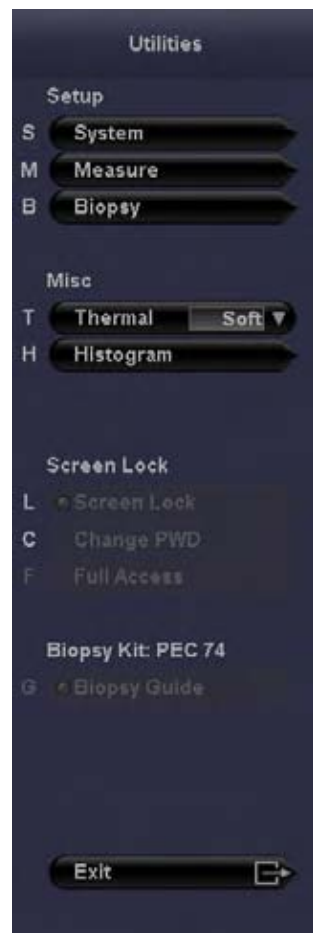 Utilities
Setup
S System
M Measure
B Biopsy
Misc
T Thermal Soft
H Histogram
Screen Lock
L Screen Lock
C Change PWD
F Full Access
Biopsy Kit: PEC 74
G Biopsy Guide
Exit